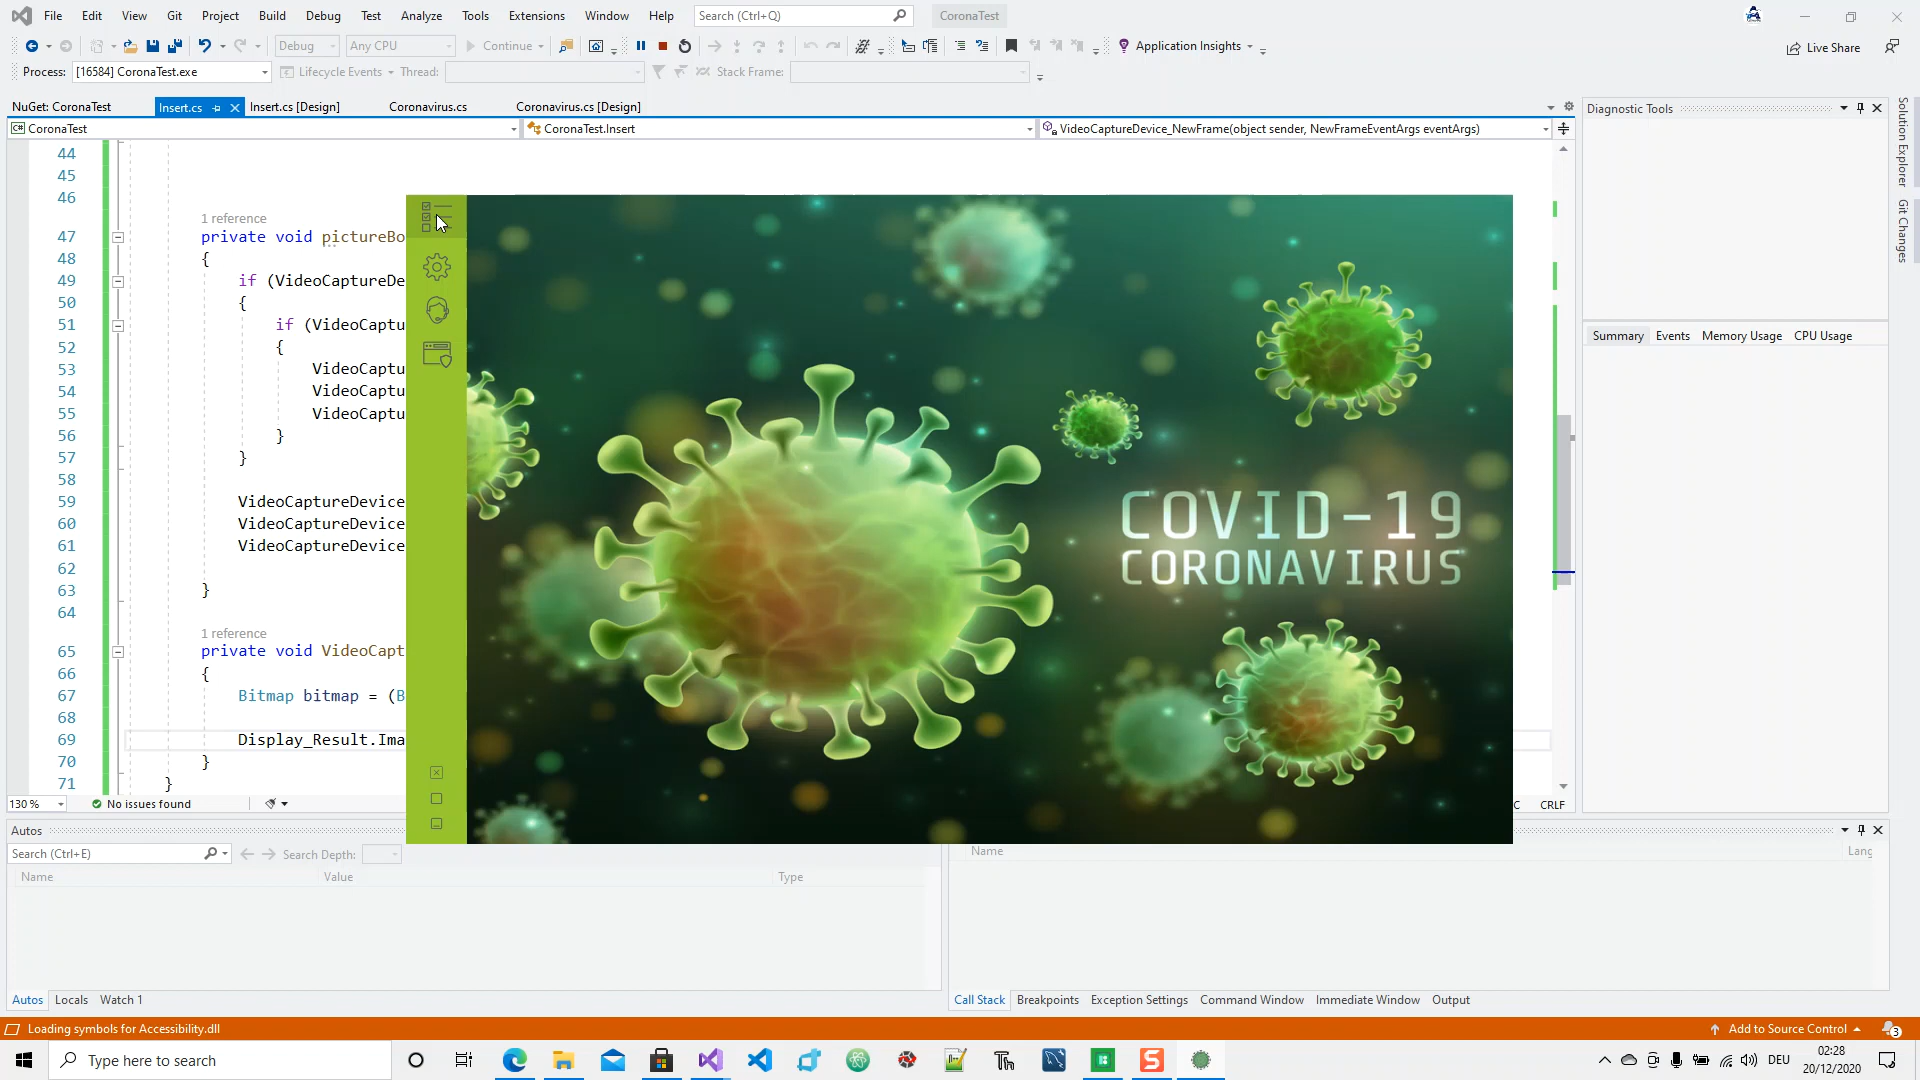 File Edit View Git Project Build Debug Test Analyze Tools Extensions Window Help Search (Ctrl+Q) CoronaTest
Debug Any CPU Continue Application Insights Live Share
Process: [16584] CoronaTest.exe Lifecycle Events Thread: Stack Frame:
NuGet: CoronaTest Insert.cs Insert.cs [Design] Coronavirus.cs Coronavirus.cs [Design] Diagnostic Tools
CoronaTest CoronaTest.Insert VideoCaptureDevice_NewFrame(object sender, NewFrameEventArgs eventArgs)
Solution Explorer
Git Changes
44
45
46
1 reference
47 private void pictureBo
48 {
49 if (VideoCaptureDe
50 {
51 if (VideoCaptu
52 {
53 VideoCaptu
54 VideoCaptu
55 VideoCaptu
56 }
57 }
58
59 VideoCaptureDevice
60 VideoCaptureDevice
61 VideoCaptureDevice
62
63 }
64
1 reference
65 private void VideoCapt
66 {
67 Bitmap bitmap = (B
68
69 Display_Result.Ima
70 }
71 }
COVID-19
CORONAVIRUS
Summary Events Memory Usage CPU Usage
130 % No issues found C CRLF
Autos
Search (Ctrl+E) Search Depth:
Name Value Type
Name Lang
Autos Locals Watch 1
Call Stack Breakpoints Exception Settings Command Window Immediate Window Output
Loading symbols for Accessibility.dll Add to Source Control 3
Type here to search DEU 02:28
20/12/2020